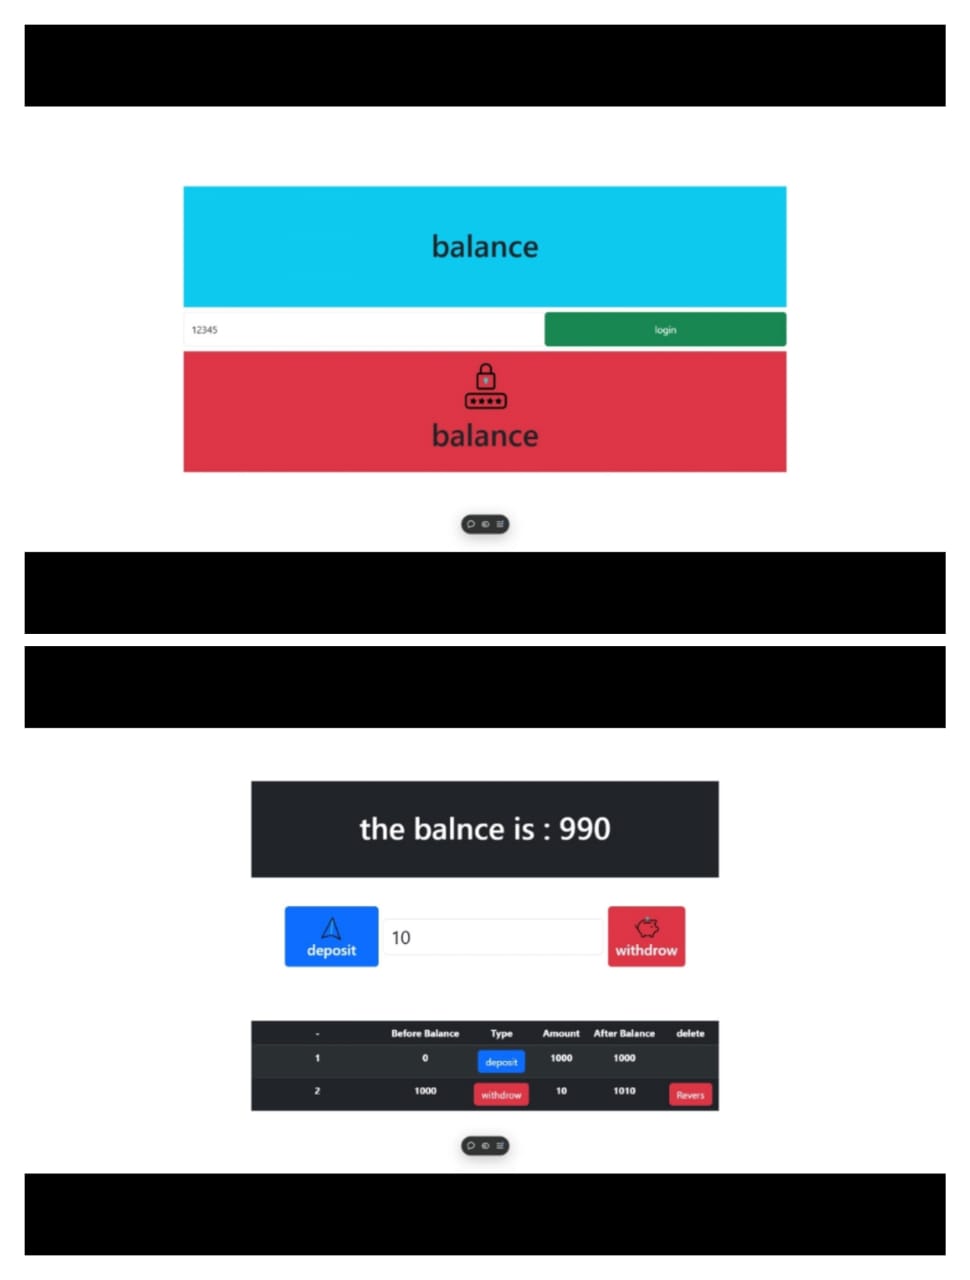 balance
12345 login
balance
the balnce is : 990
deposit 10 withdrow
- Before Balance Type Amount After Balance delete
1 0 deposit 1000 1000
2 1000 withdrow 10 1010 Revers